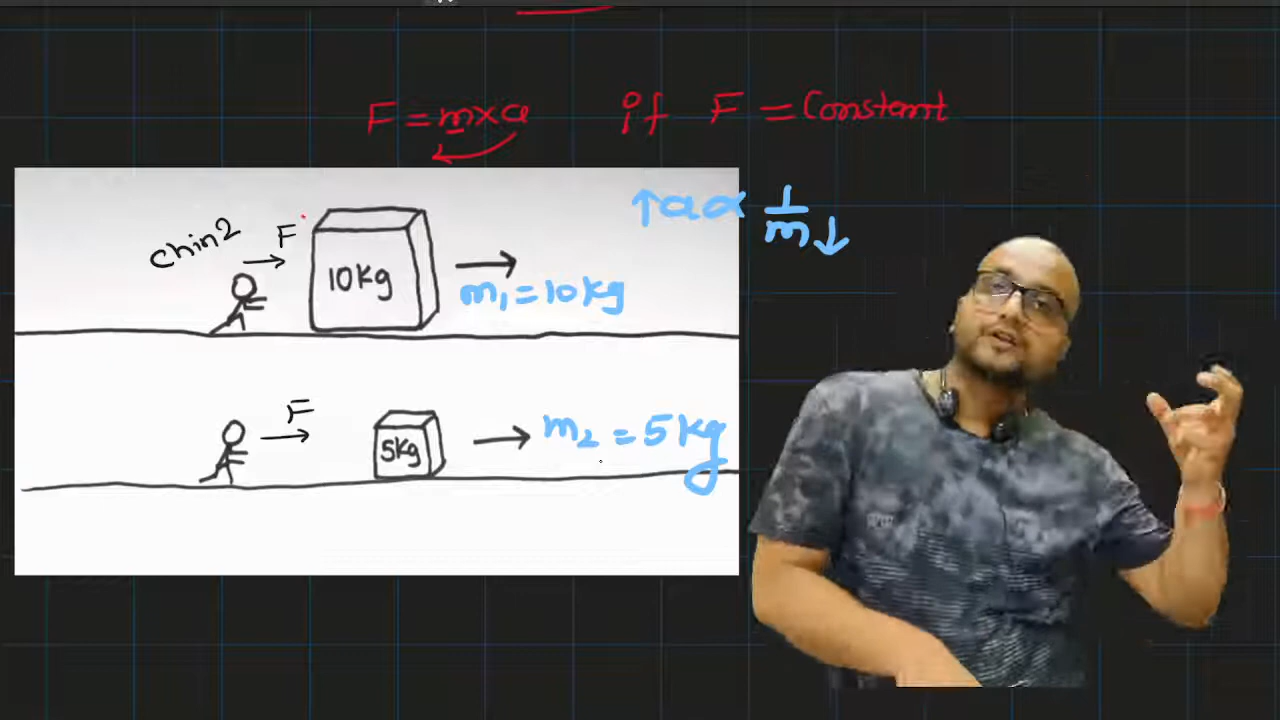 F = m×a if F = Constant
↑a∝ 1/m↓
chin2
F
10Kg
m₁=10kg
F
5Kg
m₂ = 5kg